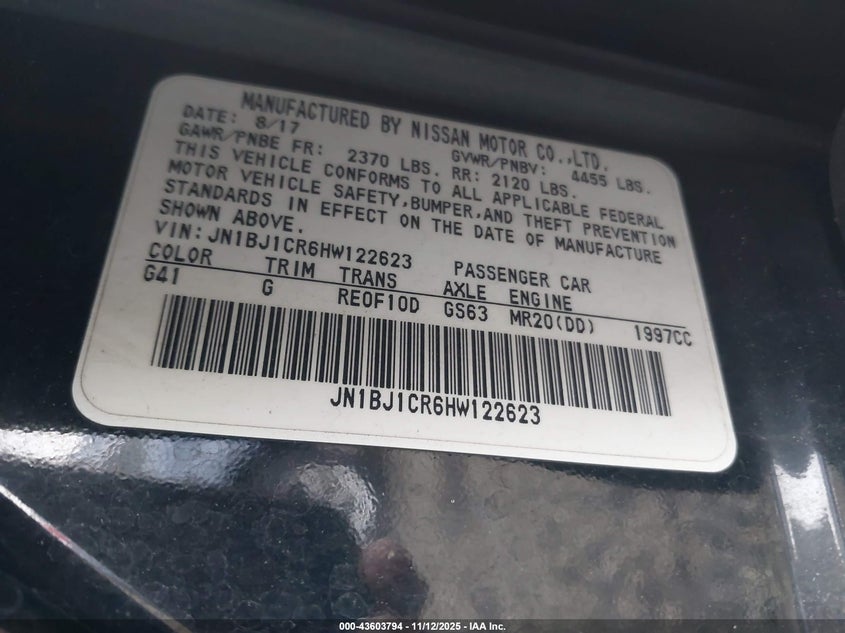 MANUFACTURED BY NISSAN MOTOR CO.,LTD.
DATE: 8/17 GVWR/PNBV: 4455 LBS.
GAWR/PNBE FR: 2370 LBS. RR: 2120 LBS.
THIS VEHICLE CONFORMS TO ALL APPLICABLE FEDERAL
MOTOR VEHICLE SAFETY,BUMPER,AND THEFT PREVENTION
STANDARDS IN EFFECT ON THE DATE OF MANUFACTURE
SHOWN ABOVE.
VIN: JN1BJ1CR6HW122623 PASSENGER CAR
COLOR TRIM TRANS AXLE ENGINE
G41 G RE0F10D GS63 MR20(DD) 1997CC
JN1BJ1CR6HW122623
000-43603794 - 11/12/2025 - IAA Inc.